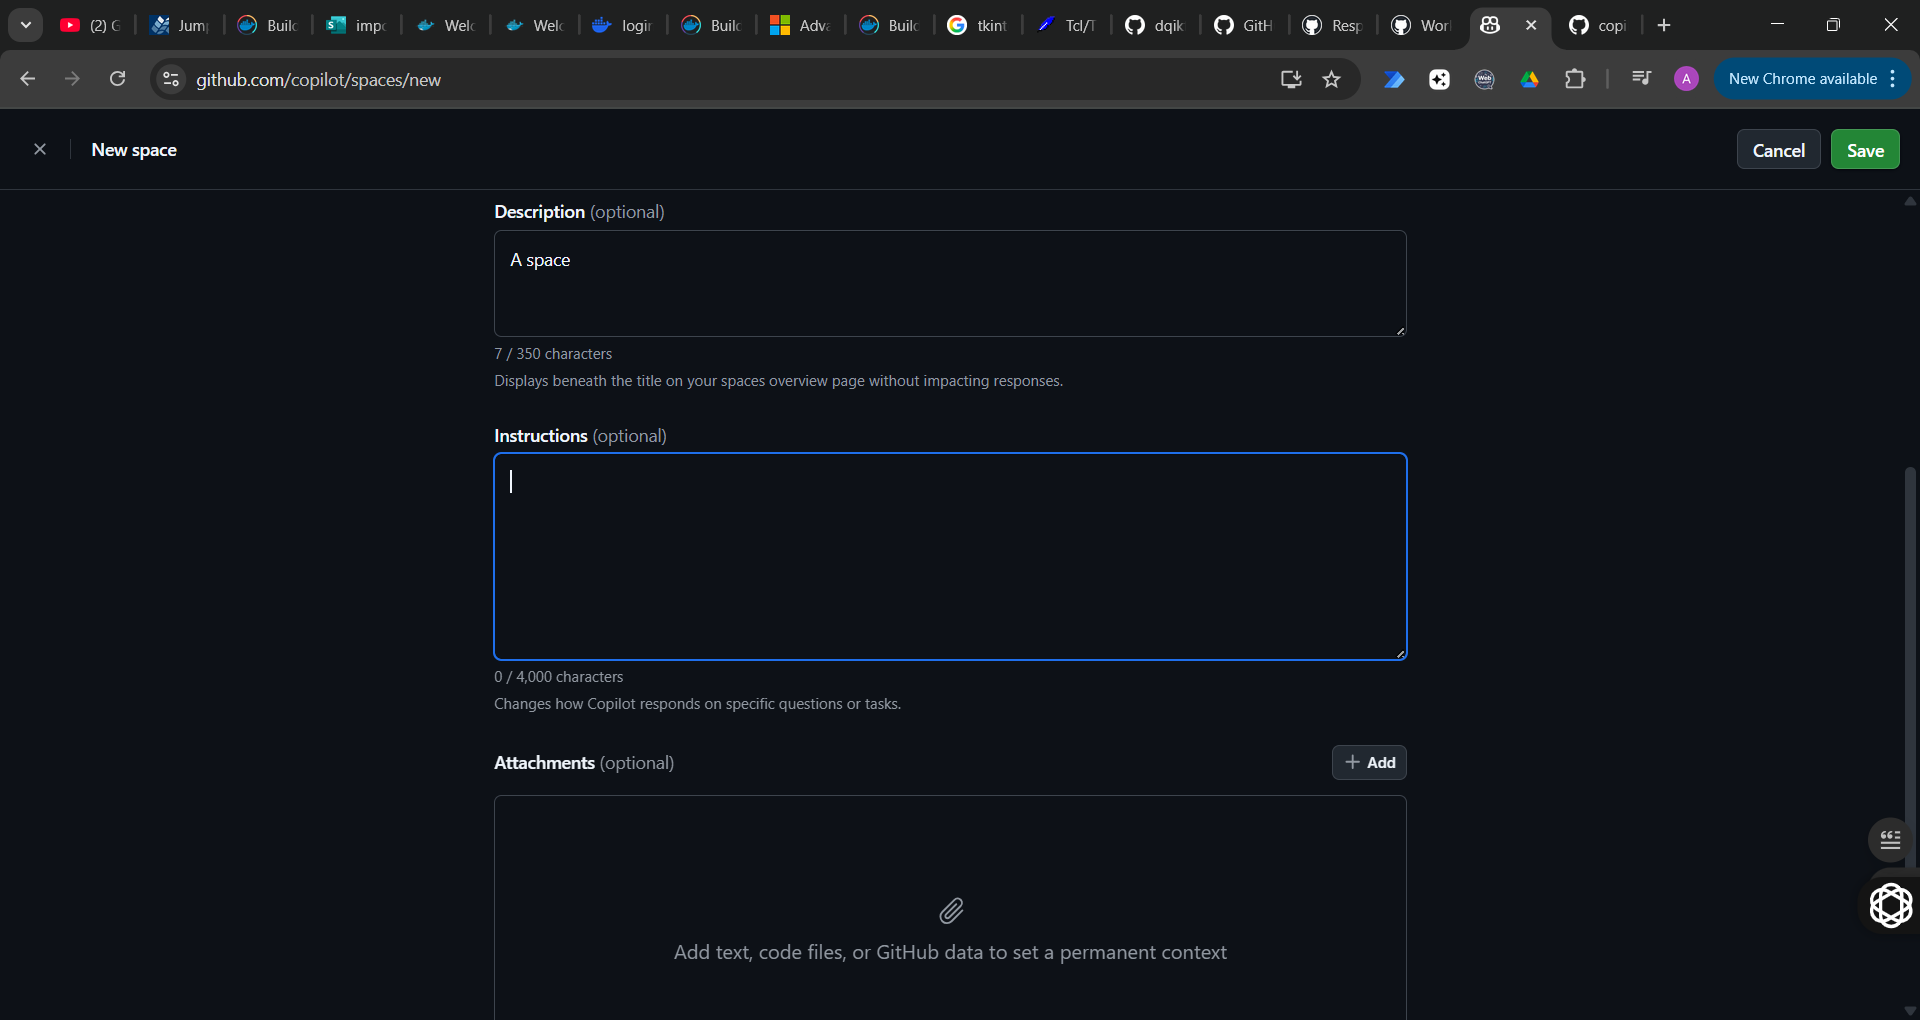 (2) G
Jum
Builc
impo
Welc
Welc
login
Builc
Adva
Builc
tkint
Tcl/T
dqik
GitH
Resp
Worl
copi
github.com/copilot/spaces/new
A
New Chrome available
New space
Cancel
Save
Description (optional)
A space
7 / 350 characters
Displays beneath the title on your spaces overview page without impacting responses.
Instructions (optional)
0 / 4,000 characters
Changes how Copilot responds on specific questions or tasks.
Attachments (optional)
Add
Add text, code files, or GitHub data to set a permanent context